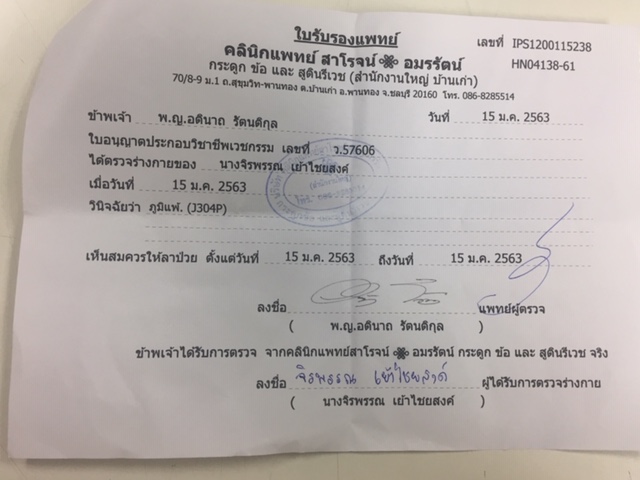 ใบรับรองแพทย์
เลขที่ IPS1200115238
คลินิกแพทย์ สาโรจน์ อมรรัตน์
HN04138-61
กระดูก ข้อ และ สูตินรีเวช (สำนักงานใหญ่ บ้านเก่า)
70/8-9 ม.1 ถ.สุขุมวิท-พานทอง ต.บ้านเก่า อ.พานทอง จ.ชลบุรี 20160 โทร. 086-8285514
ข้าพเจ้า พ.ญ.อดินาถ รัตนดิกุล วันที่ 15 ม.ค. 2563
ใบอนุญาตประกอบวิชาชีพเวชกรรม เลขที่ ว.57606
ได้ตรวจร่างกายของ นางจิรพรรณ เย้าไชยสงค์
เมื่อวันที่ 15 ม.ค. 2563
วินิจฉัยว่า ภูมิแพ้. (J304P)
เห็นสมควรให้ลาป่วย ตั้งแต่วันที่ 15 ม.ค. 2563 ถึงวันที่ 15 ม.ค. 2563
ลงชื่อ แพทย์ผู้ตรวจ
( พ.ญ.อดินาถ รัตนดิกุล )
ข้าพเจ้าได้รับการตรวจ จากคลินิกแพทย์สาโรจน์ อมรรัตน์ กระดูก ข้อ และ สูตินรีเวช จริง
ลงชื่อ จิรพรรณ เย้าไชยสงค์ ผู้ได้รับการตรวจร่างกาย
( นางจิรพรรณ เย้าไชยสงค์ )